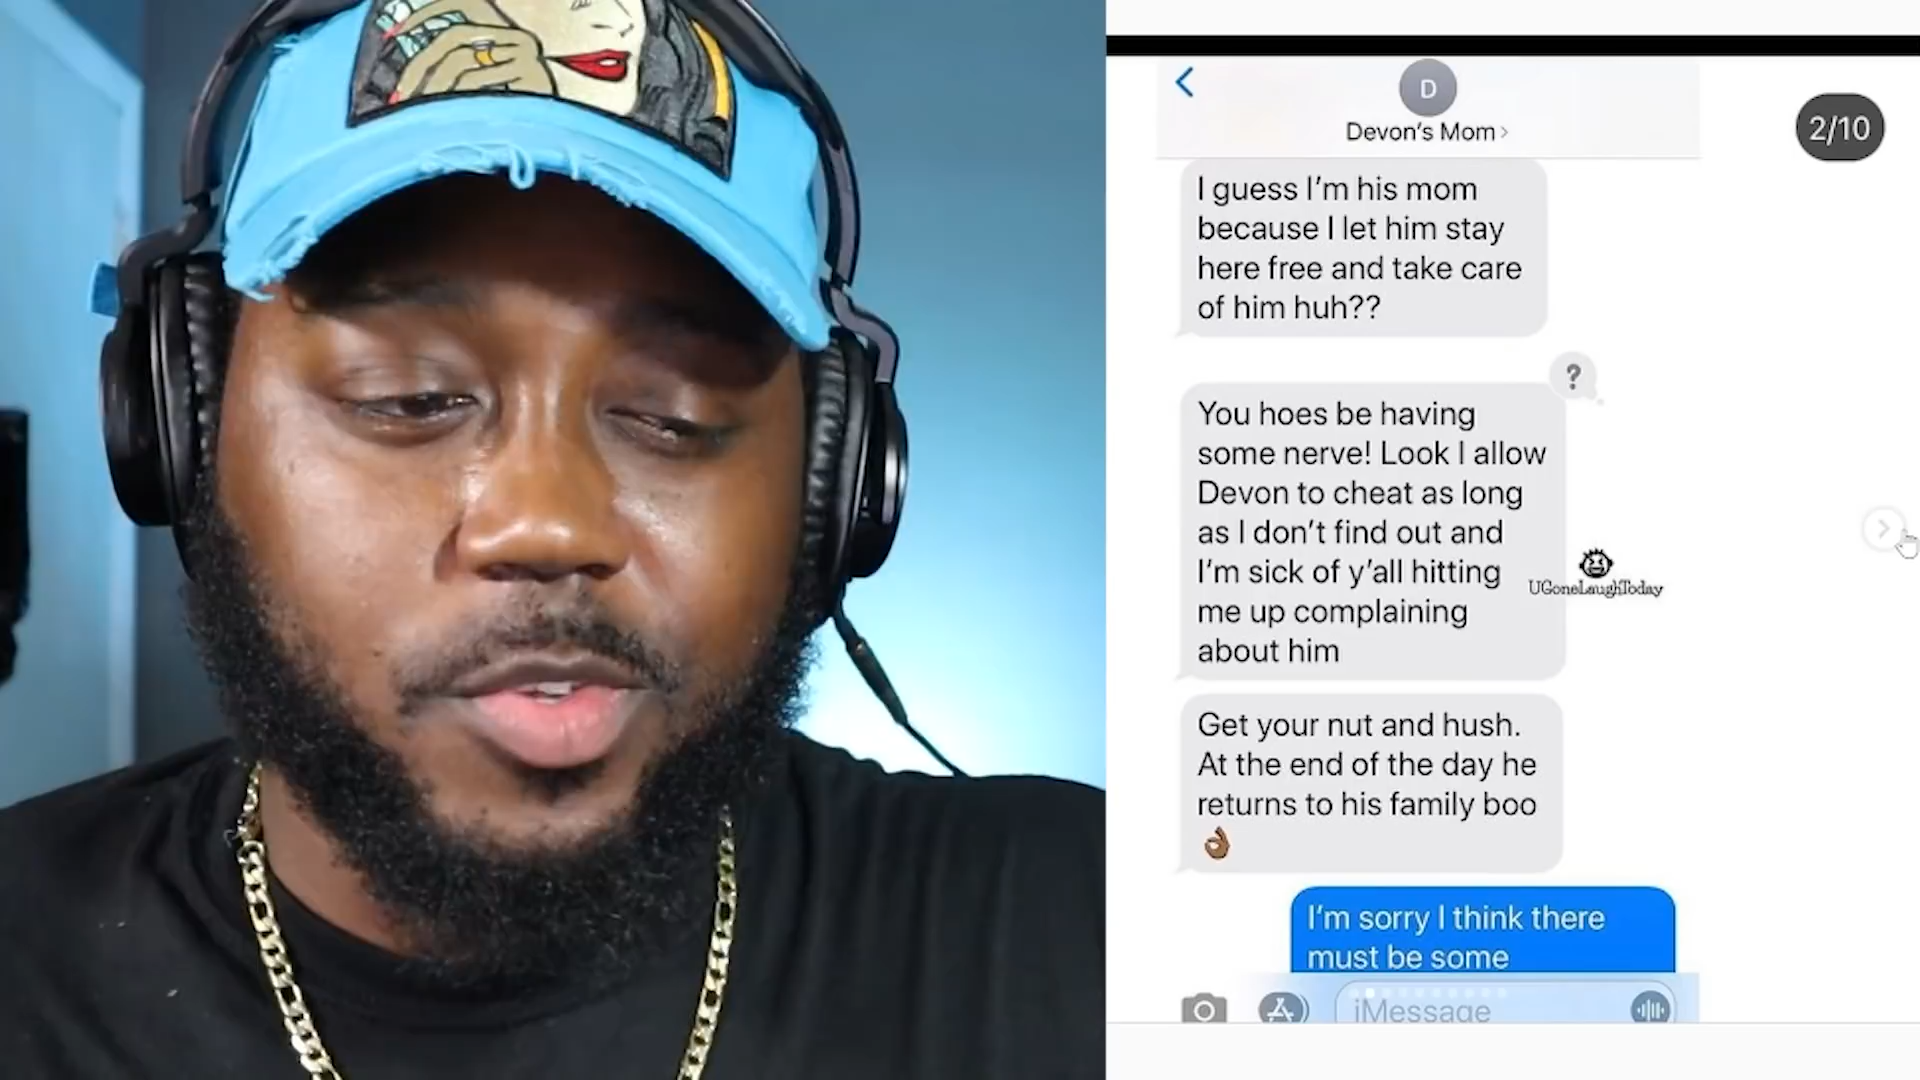 D
Devon's Mom
2/10
I guess I'm his mom
because I let him stay
here free and take care
of him huh??
?
You hoes be having
some nerve! Look I allow
Devon to cheat as long
as I don't find out and
I'm sick of y'all hitting
me up complaining
about him
UGoneLaughToday
Get your nut and hush.
At the end of the day he
returns to his family boo
👌🏾
I'm sorry I think there
must be some
iMessage